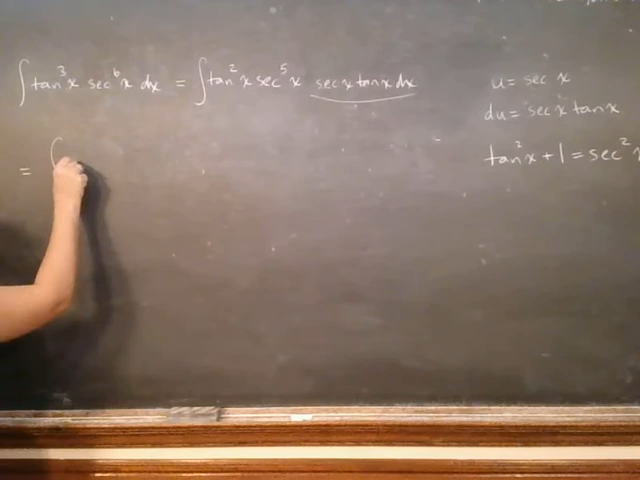 ∫tan³x sec⁶x dx = ∫tan²x sec⁵x sec x tan x dx
u = sec x
du = sec x tan x
tan²x + 1 = sec²x
= ∫